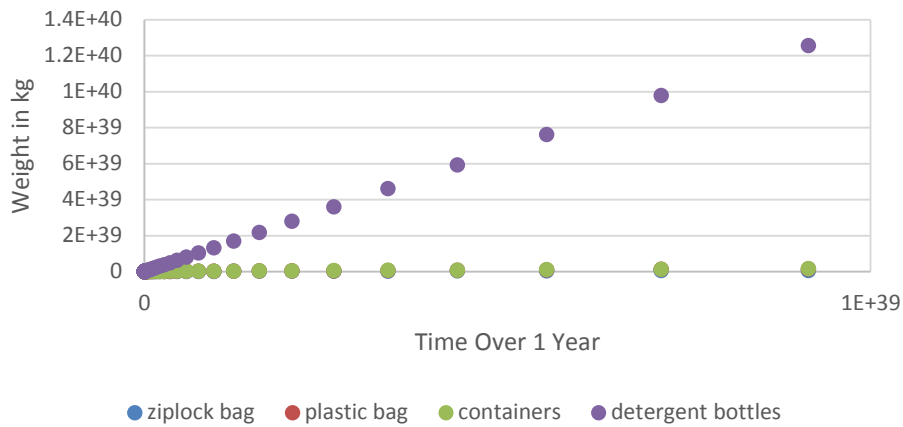 1.4E+40
1.2E+40
1E+40
8E+39
6E+39
4E+39
2E+39
0
Weight in kg
0
1E+39
Time Over 1 Year
ziplock bag
plastic bag
containers
detergent bottles